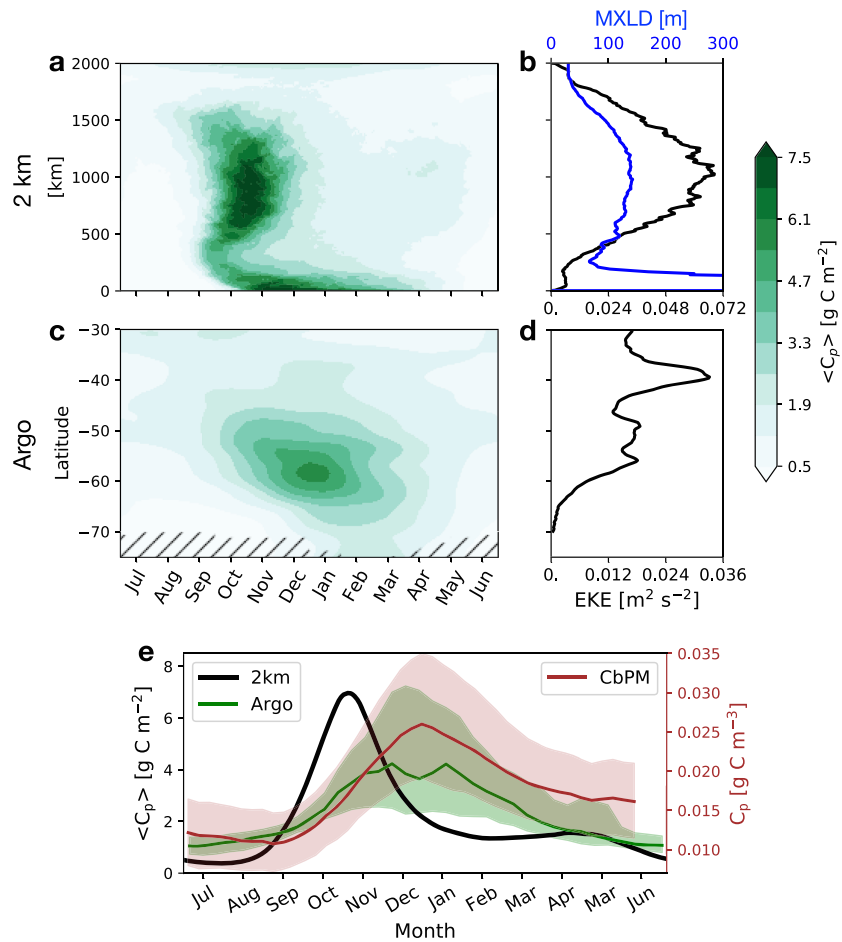 MXLD [m]
0 100 200 300
a
b
2000
1500
1000
500
0
2 km
[km]
0. 0.024 0.048 0.072
7.5
6.1
4.7
3.3
1.9
0.5
<Cp> [g C m−2]
c
d
−30
−40
−50
−60
−70
Argo
Latitude
Jul Aug Sep Oct Nov Dec Jan Feb Mar Apr May Jun
0. 0.012 0.024 0.036
EKE [m2 s−2]
e
8
6
4
2
0
<Cp> [g C m−2]
2km
Argo
CbPM
0.035
0.030
0.025
0.020
0.015
0.010
Cp [g C m−3]
Jul Aug Sep Oct Nov Dec Jan Feb Mar Apr Mar Jun
Month